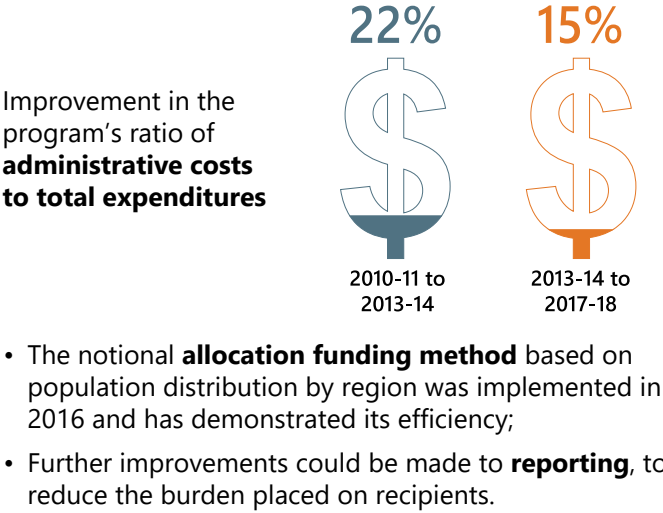 22%
15%
Improvement in the
program’s ratio of
administrative costs
to total expenditures
2010-11 to
2013-14
2013-14 to
2017-18
• The notional allocation funding method based on
population distribution by region was implemented in
2016 and has demonstrated its efficiency;
• Further improvements could be made to reporting, to
reduce the burden placed on recipients.